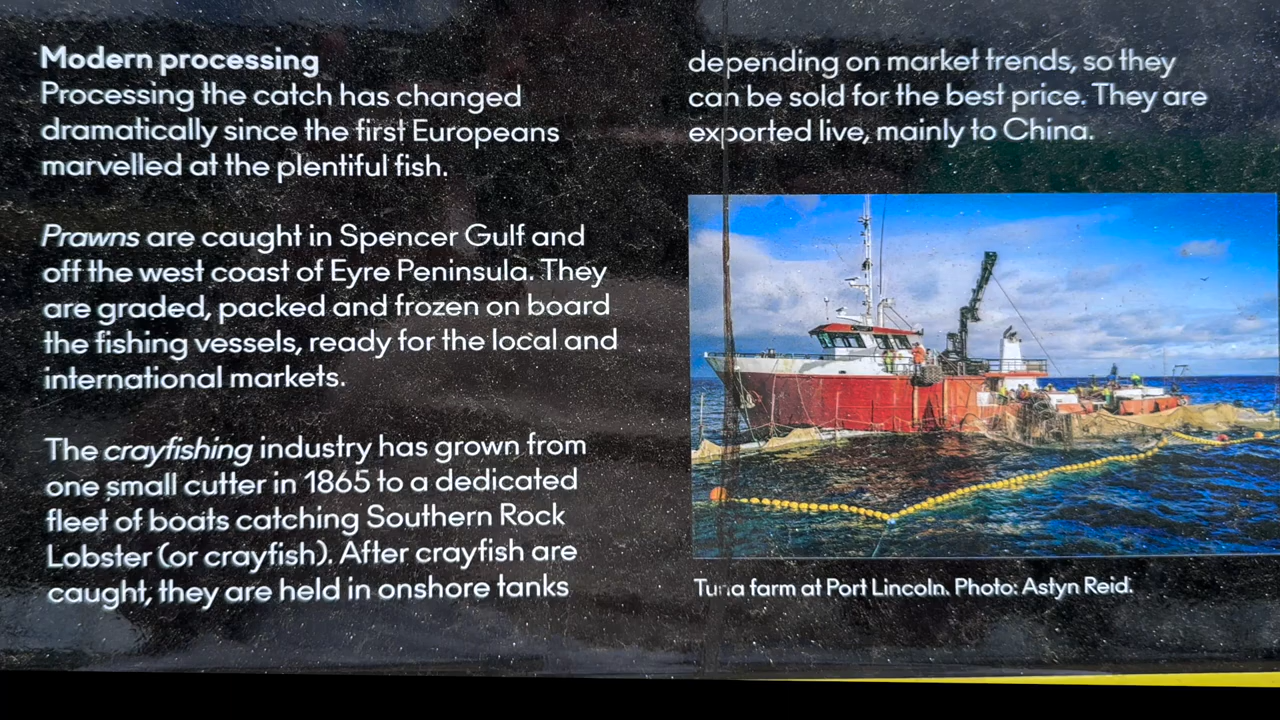 Modern processing
Processing the catch has changed
dramatically since the first Europeans
marvelled at the plentiful fish.
Prawns are caught in Spencer Gulf and
off the west coast of Eyre Peninsula. They
are graded, packed and frozen on board
the fishing vessels, ready for the local and
international markets.
The crayfishing industry has grown from
one small cutter in 1865 to a dedicated
fleet of boats catching Southern Rock
Lobster (or crayfish). After crayfish are
caught, they are held in onshore tanks
depending on market trends, so they
can be sold for the best price. They are
exported live, mainly to China.
Tuna farm at Port Lincoln. Photo: Astyn Reid.